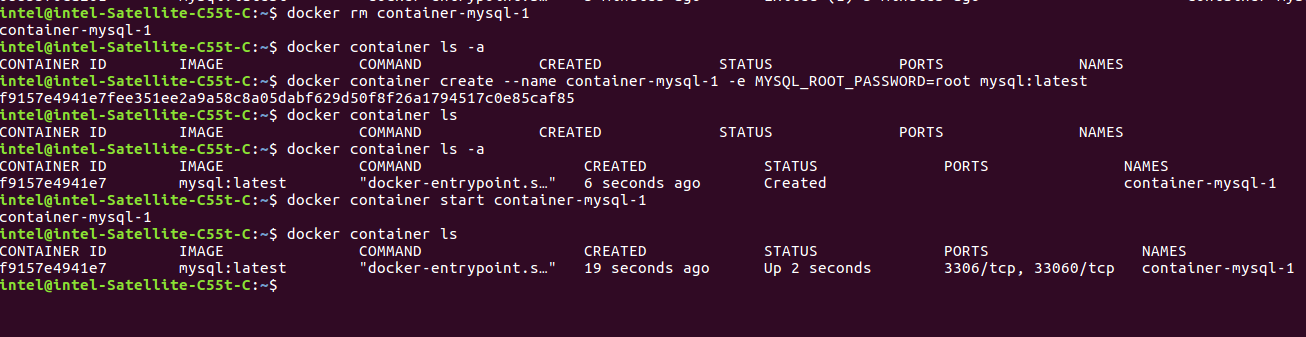 docker rm container-mysql-1
intel@intel-Satellite-C55t-C:~$ docker rm container-mysql-1
container-mysql-1
intel@intel-Satellite-C55t-C:~$ docker container ls -a
CONTAINER ID IMAGE COMMAND CREATED STATUS PORTS NAMES
intel@intel-Satellite-C55t-C:~$ docker container create --name container-mysql-1 -e MYSQL_ROOT_PASSWORD=root mysql:latest
f9157e4941e7fee351ee2a9a58c8a05dabf629d50f8f26a1794517c0e85caf85
intel@intel-Satellite-C55t-C:~$ docker container ls
CONTAINER ID IMAGE COMMAND CREATED STATUS PORTS NAMES
intel@intel-Satellite-C55t-C:~$ docker container ls -a
CONTAINER ID IMAGE COMMAND CREATED STATUS PORTS NAMES
f9157e4941e7 mysql:latest "docker-entrypoint.s…" 6 seconds ago Created container-mysql-1
intel@intel-Satellite-C55t-C:~$ docker container start container-mysql-1
container-mysql-1
intel@intel-Satellite-C55t-C:~$ docker container ls
CONTAINER ID IMAGE COMMAND CREATED STATUS PORTS NAMES
f9157e4941e7 mysql:latest "docker-entrypoint.s…" 19 seconds ago Up 2 seconds 3306/tcp, 33060/tcp container-mysql-1
intel@intel-Satellite-C55t-C:~$